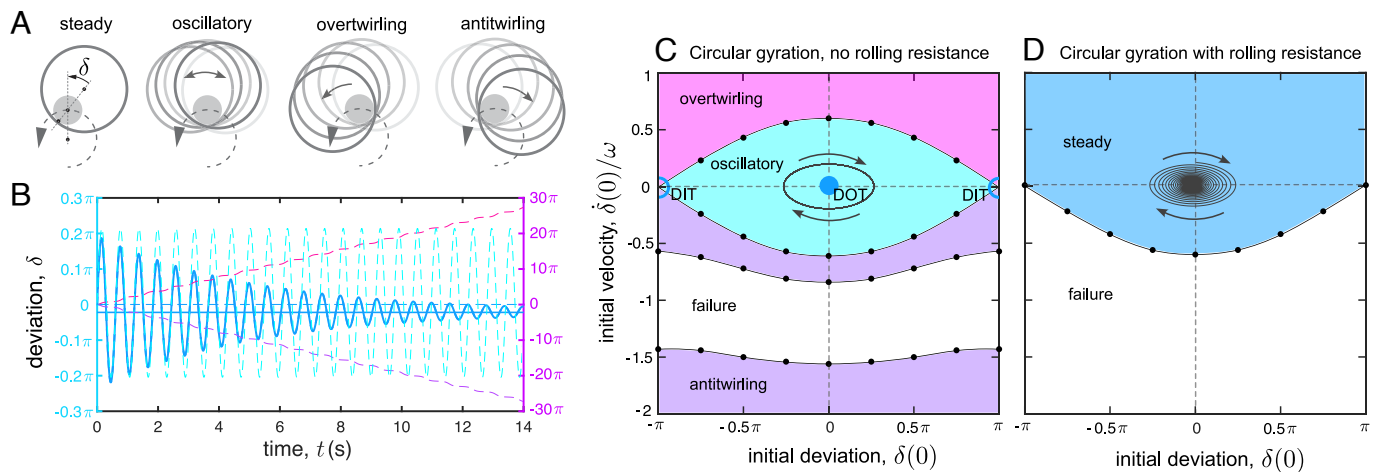 A
steady
oscillatory
overtwirling
antitwirling
δ
B
0.3π
0.2π
0.1π
0
-0.1π
-0.2π
-0.3π
deviation, δ
30π
20π
10π
0
-10π
-20π
-30π
0 2 4 6 8 10 12 14
time, t (s)
C
Circular gyration, no rolling resistance
1
0.5
0
-0.5
-1
-1.5
-2
initial velocity, δ̇(0)/ω
overtwirling
oscillatory
DIT
DOT
DIT
failure
antitwirling
-π -0.5π 0 0.5π π
initial deviation, δ(0)
D
Circular gyration with rolling resistance
steady
failure
-π -0.5π 0 0.5π π
initial deviation, δ(0)